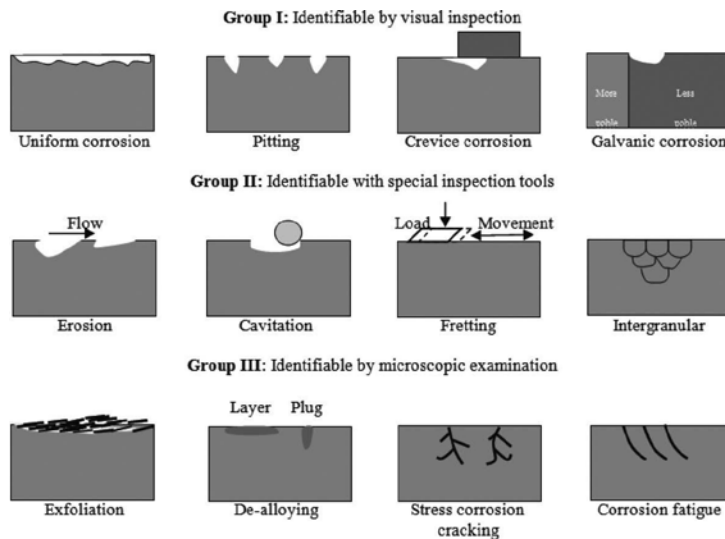 Group I: Identifiable by visual inspection
More Less
noble noble
Uniform corrosion Pitting Crevice corrosion Galvanic corrosion
Group II: Identifiable with special inspection tools
Flow Load Movement
Erosion Cavitation Fretting Intergranular
Group III: Identifiable by microscopic examination
Layer Plug
Exfoliation De-alloying Stress corrosion Corrosion fatigue
cracking